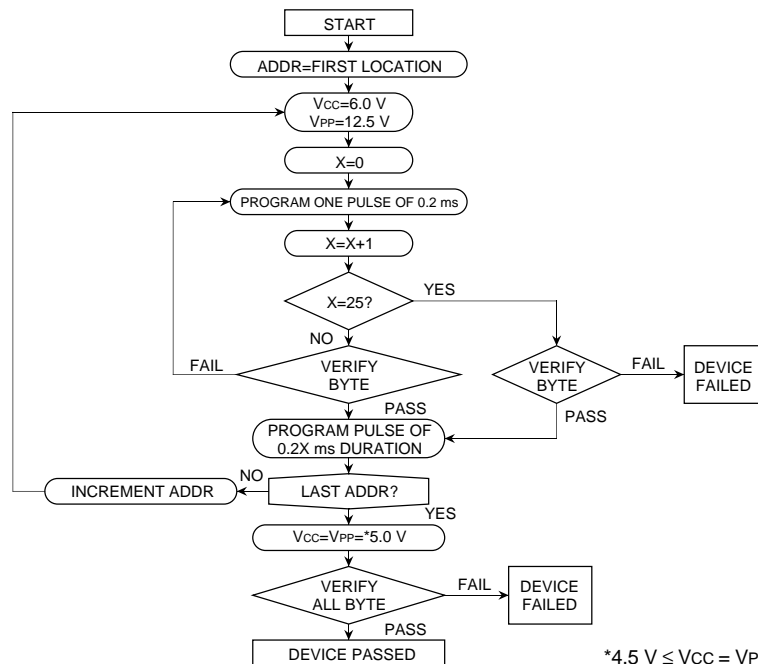 START
ADDR=FIRST LOCATION
VCC=6.0 V
VPP=12.5 V
X=0
PROGRAM ONE PULSE OF 0.2 ms
X=X+1
X=25?
YES
NO
FAIL
VERIFY
BYTE
PASS
VERIFY
BYTE
FAIL
DEVICE
FAILED
PASS
PROGRAM PULSE OF
0.2X ms DURATION
INCREMENT ADDR
NO
LAST ADDR?
YES
VCC=VPP=*5.0 V
VERIFY
ALL BYTE
FAIL
DEVICE
FAILED
PASS
DEVICE PASSED
*4.5 V ≤ VCC = VP